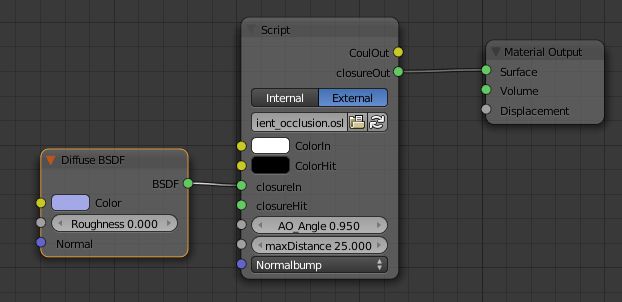 Script
CoulOut
closureOut
Internal External
ient_occlusion.osl
ColorIn
ColorHit
closureIn
closureHit
AO_Angle 0.950
maxDistance 25.000
Normalbump
Diffuse BSDF
BSDF
Color
Roughness 0.000
Normal
Material Output
Surface
Volume
Displacement